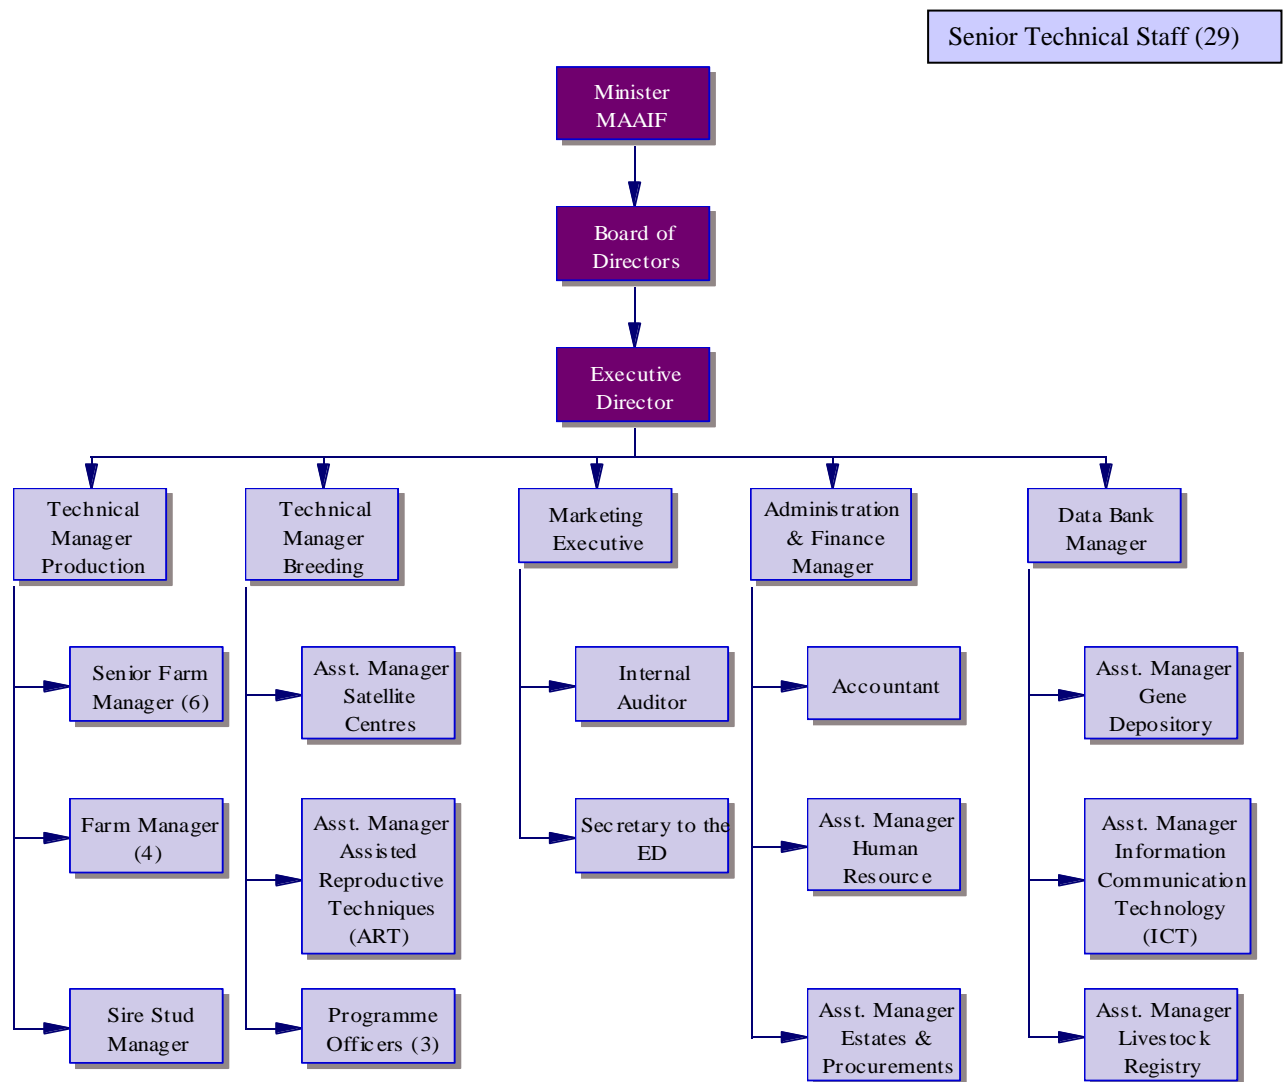 Senior Technical Staff (29)
Minister
MAAIF
Board of
Directors
Executive
Director
Technical
Manager
Production
Technical
Manager
Breeding
Marketing
Executive
Administration
& Finance
Manager
Data Bank
Manager
Senior Farm
Manager (6)
Asst. Manager
Satellite
Centres
Internal
Auditor
Accountant
Asst. Manager
Gene
Depository
Farm Manager
(4)
Asst. Manager
Assisted
Reproductive
Techniques
(ART)
Secretary to the
ED
Asst. Manager
Human
Resource
Asst. Manager
Information
Communication
Technology
(ICT)
Sire Stud
Manager
Programme
Officers (3)
Asst. Manager
Estates &
Procurements
Asst. Manager
Livestock
Registry